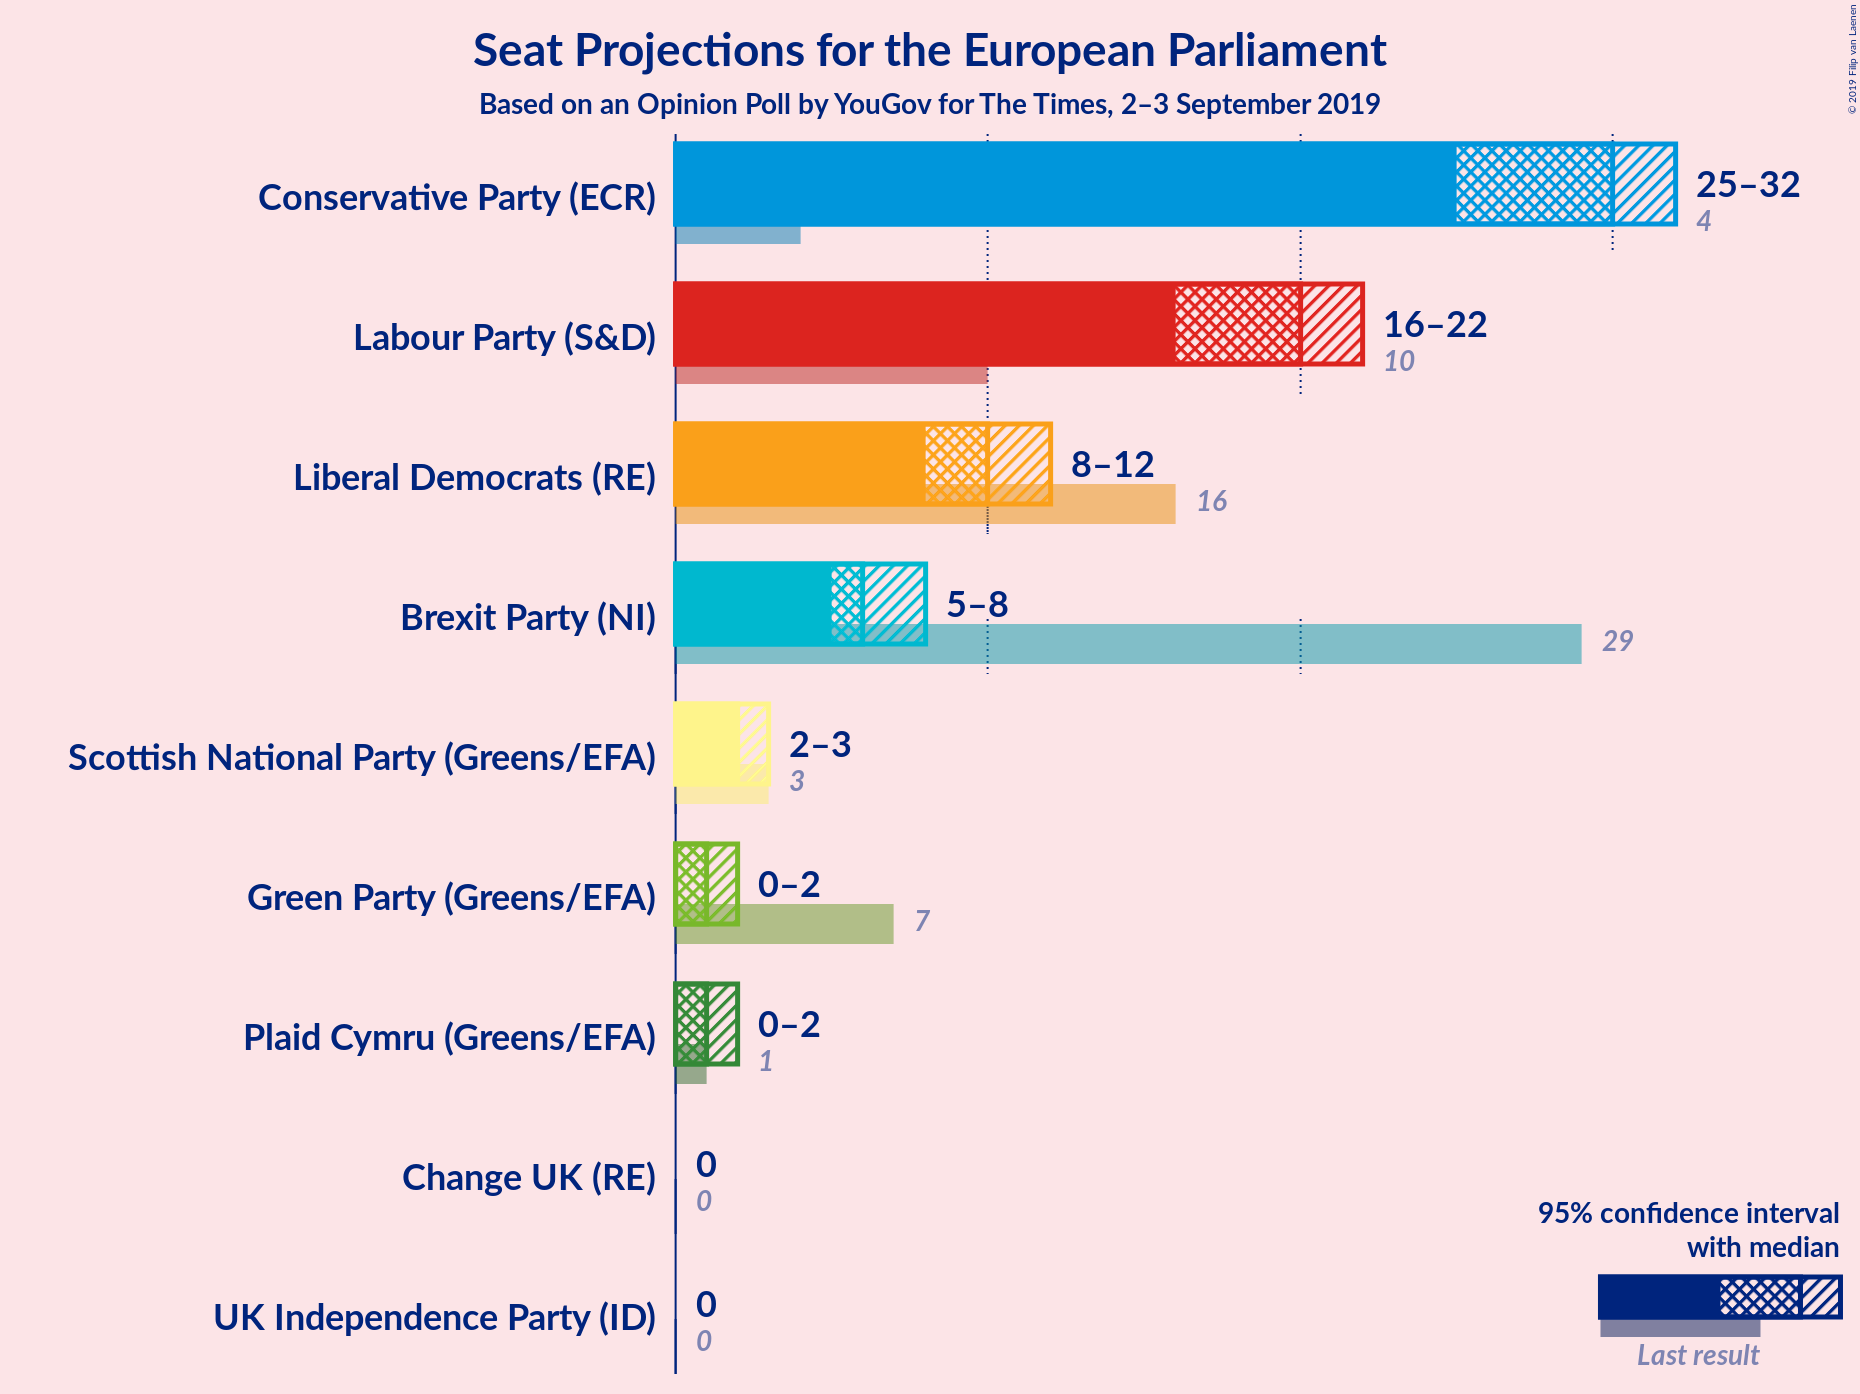 Seat Projections for the European Parliament
Based on an Opinion Poll by YouGov for The Times, 2–3 September 2019
© 2019 Filip van Laenen
Conservative Party (ECR)
25–32
4
Labour Party (S&D)
16–22
10
Liberal Democrats (RE)
8–12
16
Brexit Party (NI)
5–8
29
Scottish National Party (Greens/EFA)
2–3
3
Green Party (Greens/EFA)
0–2
7
Plaid Cymru (Greens/EFA)
0–2
1
Change UK (RE)
0
0
UK Independence Party (ID)
0
0
95% confidence interval
with median
Last result